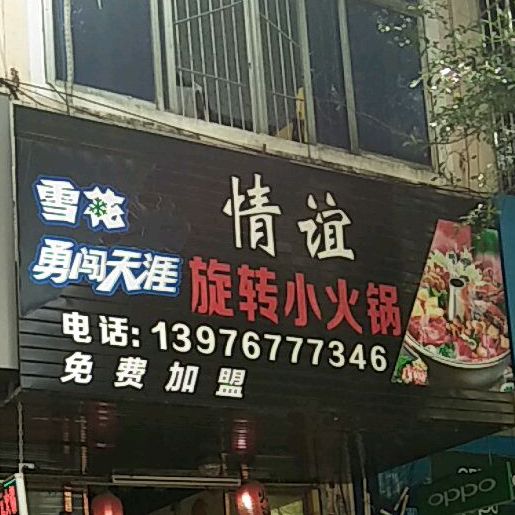 雪花
勇闯天涯
情谊
旋转小火锅
电话:13976777346
免费加盟
oppo